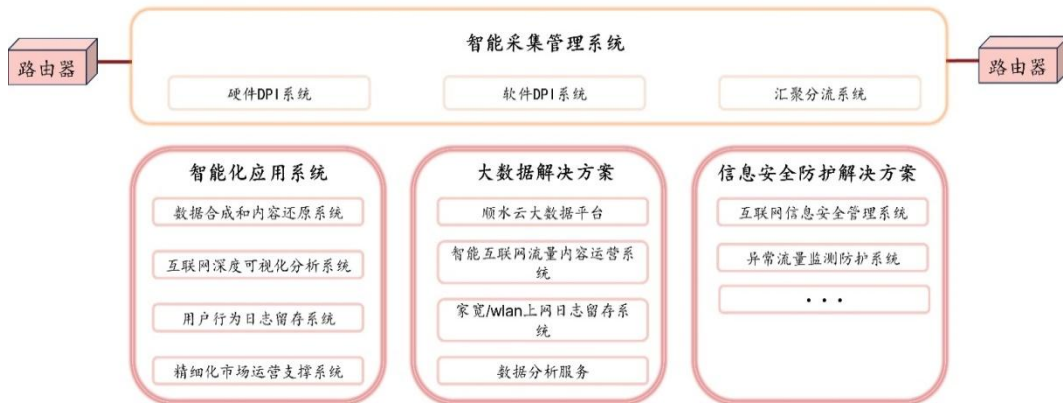 智能采集管理系统
路由器
路由器
硬件DPI系统
软件DPI系统
汇聚分流系统
智能化应用系统
数据合成和内容还原系统
互联网深度可视化分析系统
用户行为日志留存系统
精细化市场运营支撑系统
大数据解决方案
顺水云大数据平台
智能互联网流量内容运营系
统
家宽/wlan上网日志留存系
统
数据分析服务
信息安全防护解决方案
互联网信息安全管理系统
异常流量监测防护系统
• • •